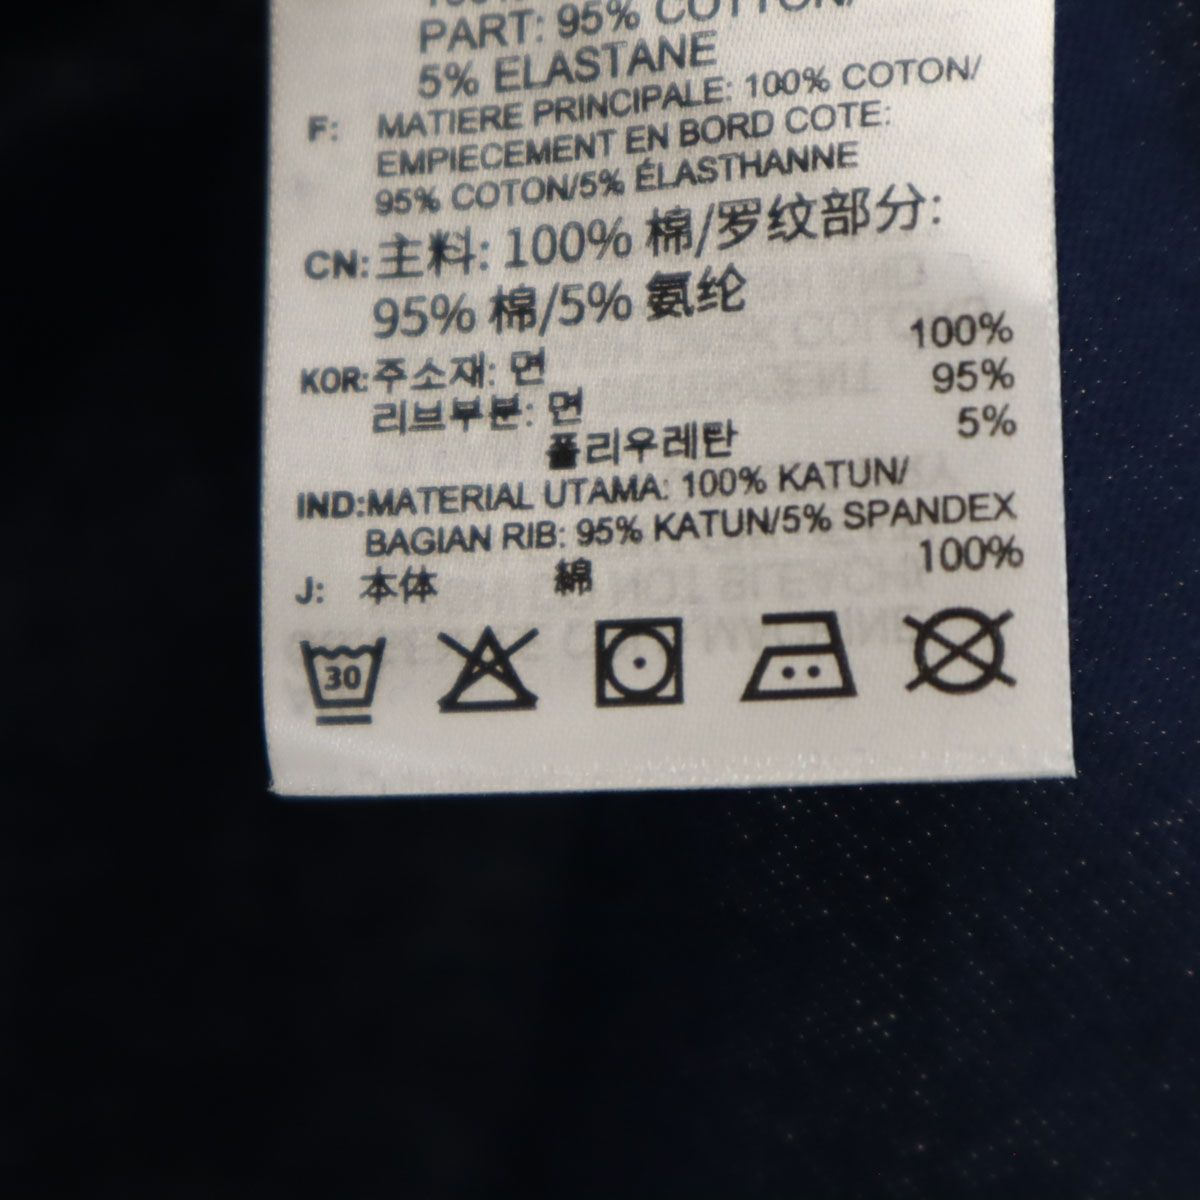 PART: 95% COTTON/
5% ELASTANE
F: MATIERE PRINCIPALE: 100% COTON/
EMPIECEMENT EN BORD COTE:
95% COTON/5% ÉLASTHANNE
CN: 主料: 100% 棉/罗纹部分:
95% 棉/5% 氨纶
KOR: 주소재: 면 100%
리브부분: 면 95%
폴리우레탄 5%
IND: MATERIAL UTAMA: 100% KATUN/
BAGIAN RIB: 95% KATUN/5% SPANDEX
J: 本体 綿 100%
30